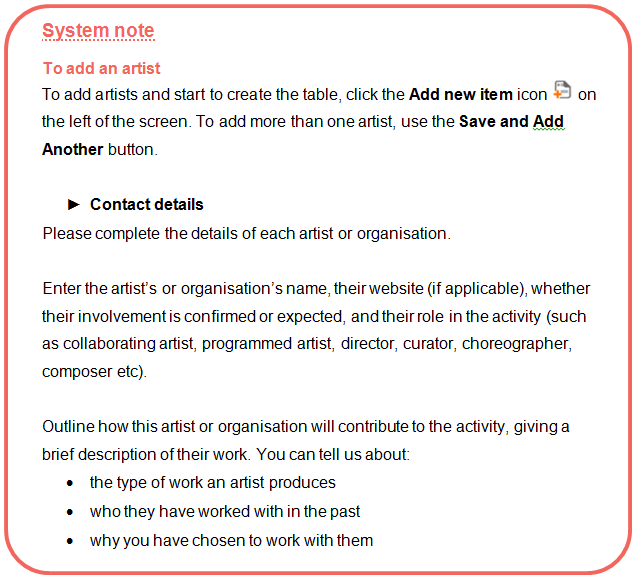 System note
To add an artist
To add artists and start to create the table, click the Add new item icon on
the left of the screen. To add more than one artist, use the Save and Add
Another button.
► Contact details
Please complete the details of each artist or organisation.
Enter the artist’s or organisation’s name, their website (if applicable), whether
their involvement is confirmed or expected, and their role in the activity (such
as collaborating artist, programmed artist, director, curator, choreographer,
composer etc).
Outline how this artist or organisation will contribute to the activity, giving a
brief description of their work. You can tell us about:
• the type of work an artist produces
• who they have worked with in the past
• why you have chosen to work with them